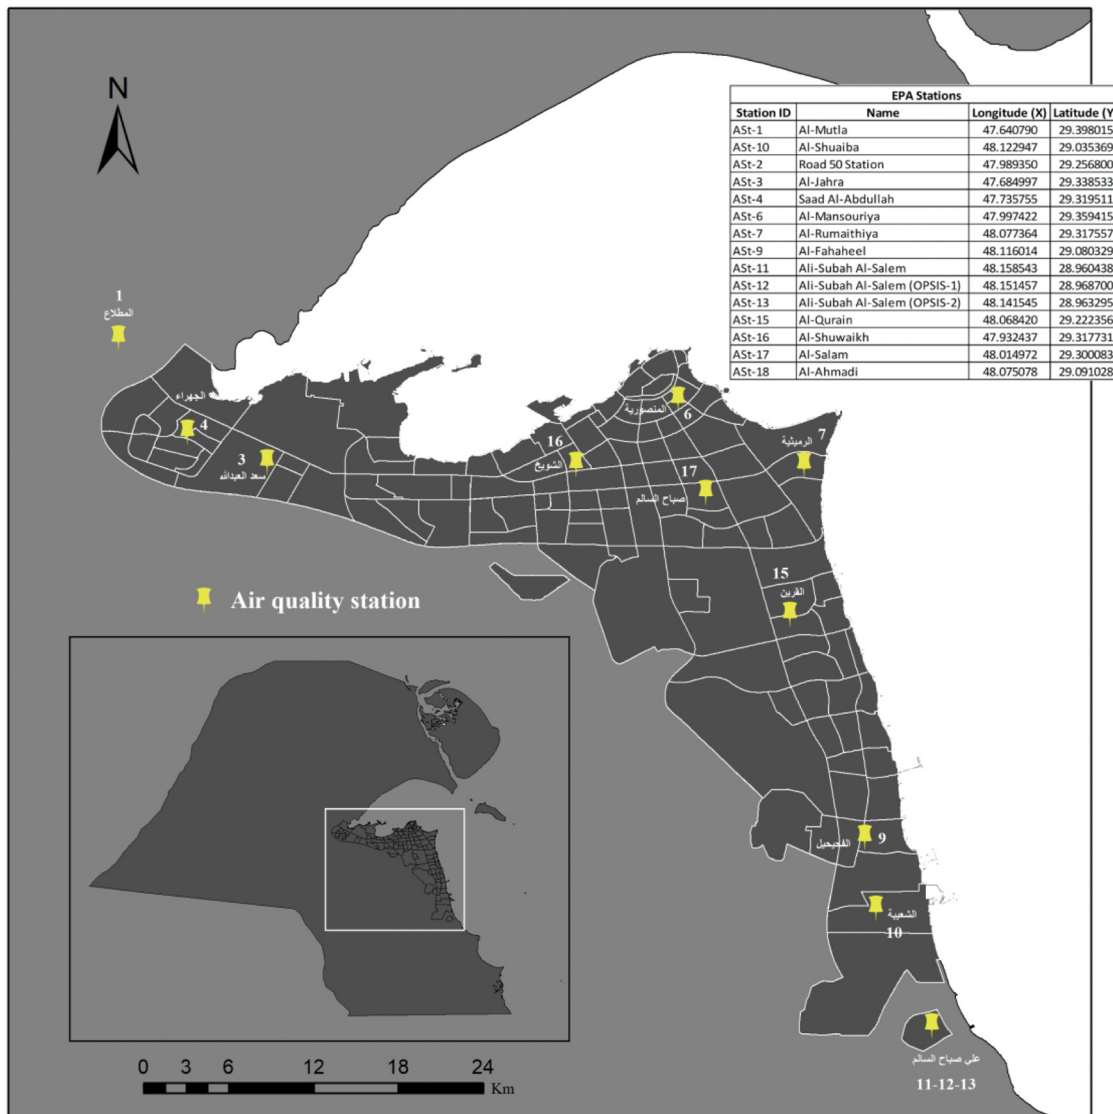 N
EPA Stations
Station ID Name Longitude (X) Latitude (Y
ASt-1 Al-Mutla 47.640790 29.398015
ASt-10 Al-Shuaiba 48.122947 29.035369
ASt-2 Road 50 Station 47.989350 29.256800
ASt-3 Al-Jahra 47.684997 29.338533
ASt-4 Saad Al-Abdullah 47.735755 29.319511
ASt-6 Al-Mansouriya 47.997422 29.359415
ASt-7 Al-Rumaithiya 48.077364 29.317557
ASt-9 Al-Fahaheel 48.116014 29.080329
ASt-11 Ali-Subah Al-Salem 48.158543 28.960438
ASt-12 Ali-Subah Al-Salem (OPSIS-1) 48.151457 28.968700
ASt-13 Ali-Subah Al-Salem (OPSIS-2) 48.141545 28.963295
ASt-15 Al-Qurain 48.068420 29.222356
ASt-16 Al-Shuwaikh 47.932437 29.317731
ASt-17 Al-Salam 48.014972 29.300083
ASt-18 Al-Ahmadi 48.075078 29.091028
1
المطلاع
الجهراء
4
3
سعد العبدالله
16
الشويخ
المنصورية
6
17
صباح السالم
7
الرميثية
15
القرين
Air quality station
الفحيحيل
9
الشعيبة
10
علي صباح السالم
11-12-13
0 3 6 12 18 24
Km